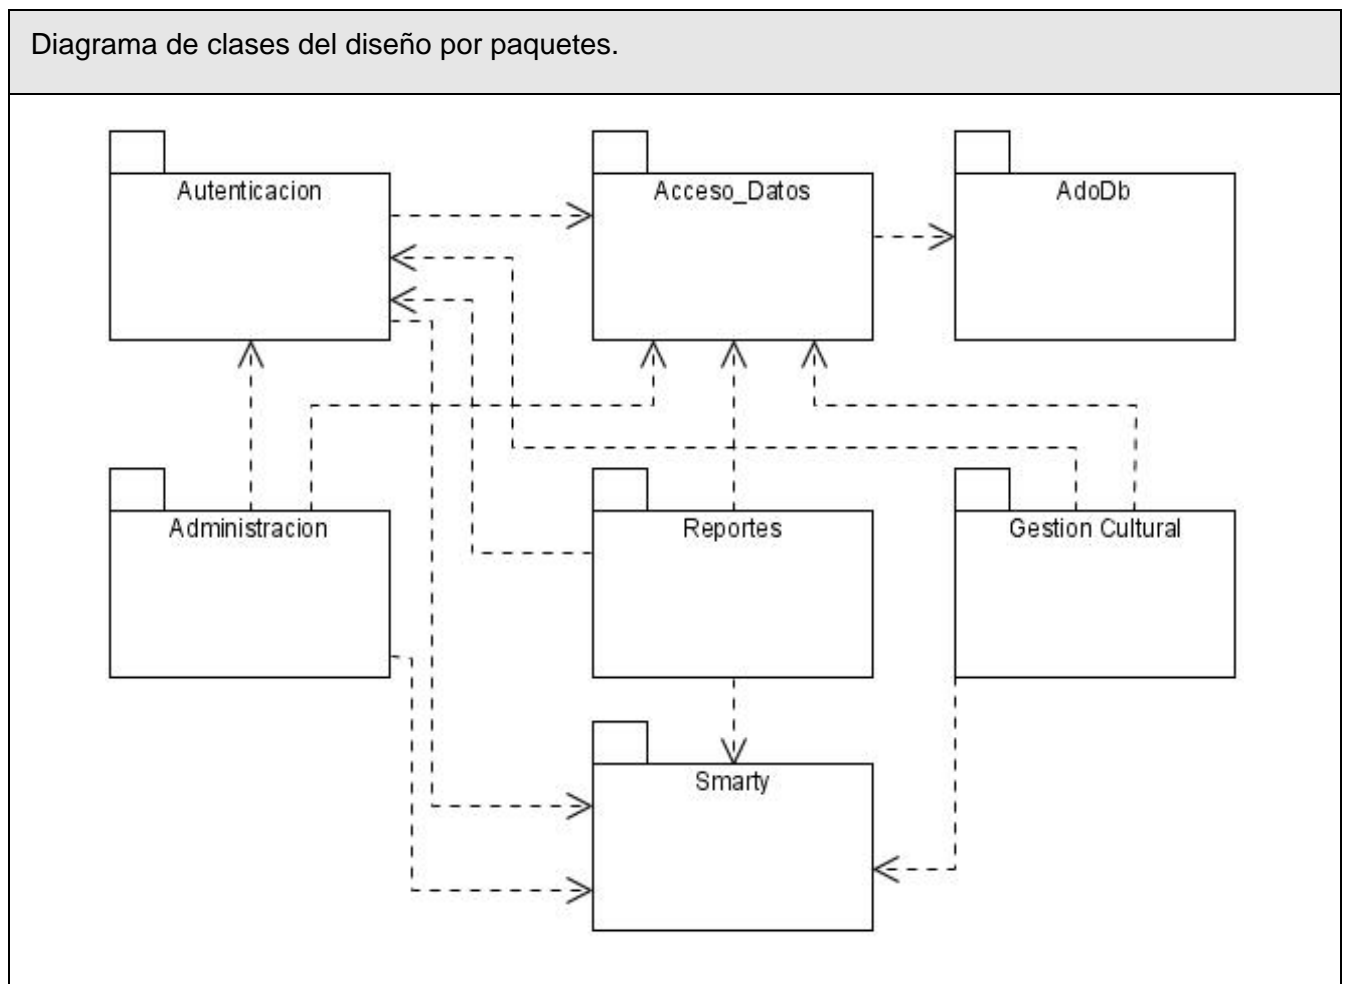 Diagrama de clases del diseño por paquetes.
Autenticacion
Acceso_Datos
AdoDb
Administracion
Reportes
Gestion Cultural
Smarty